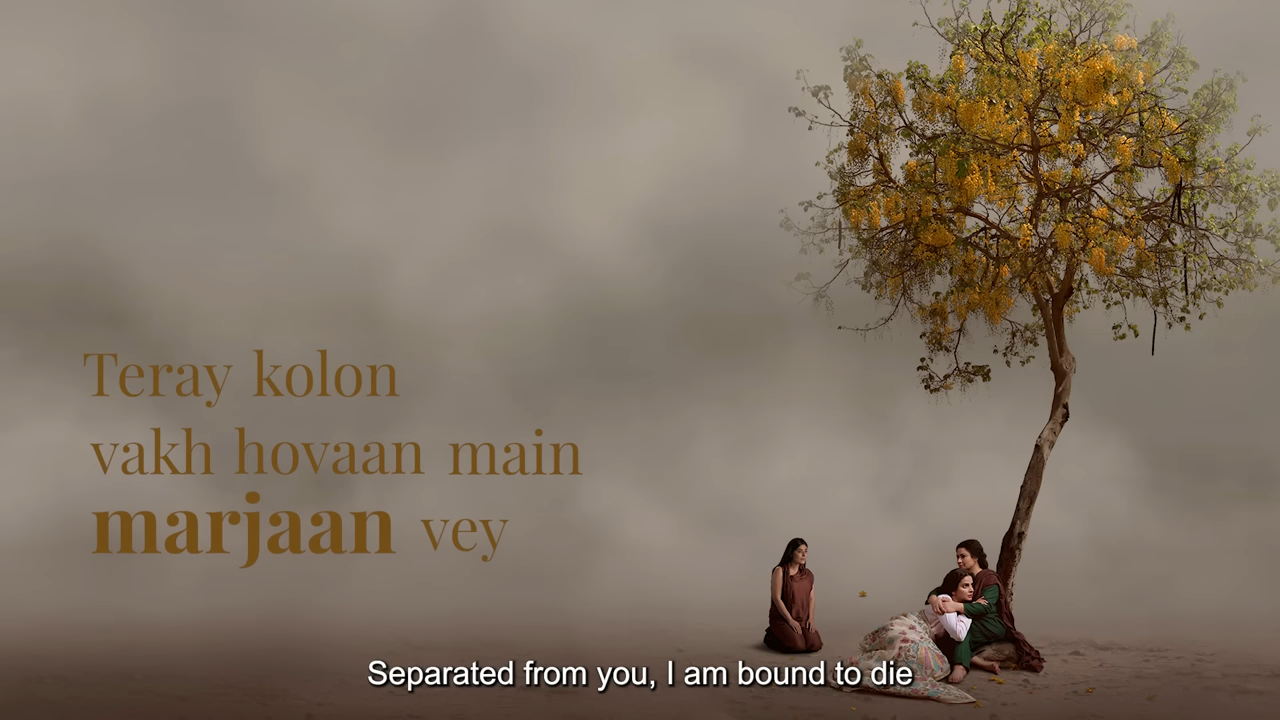 Teray kolon
vakh hovaan main
marjaan vey
Separated from you, I am bound to die